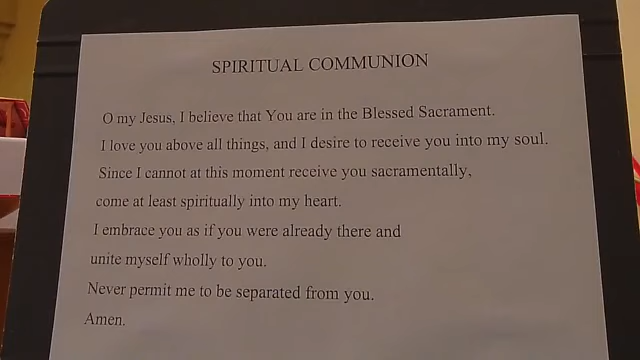 SPIRITUAL COMMUNION
O my Jesus, I believe that You are in the Blessed Sacrament.
I love you above all things, and I desire to receive you into my soul.
Since I cannot at this moment receive you sacramentally,
come at least spiritually into my heart.
I embrace you as if you were already there and
unite myself wholly to you.
Never permit me to be separated from you.
Amen.